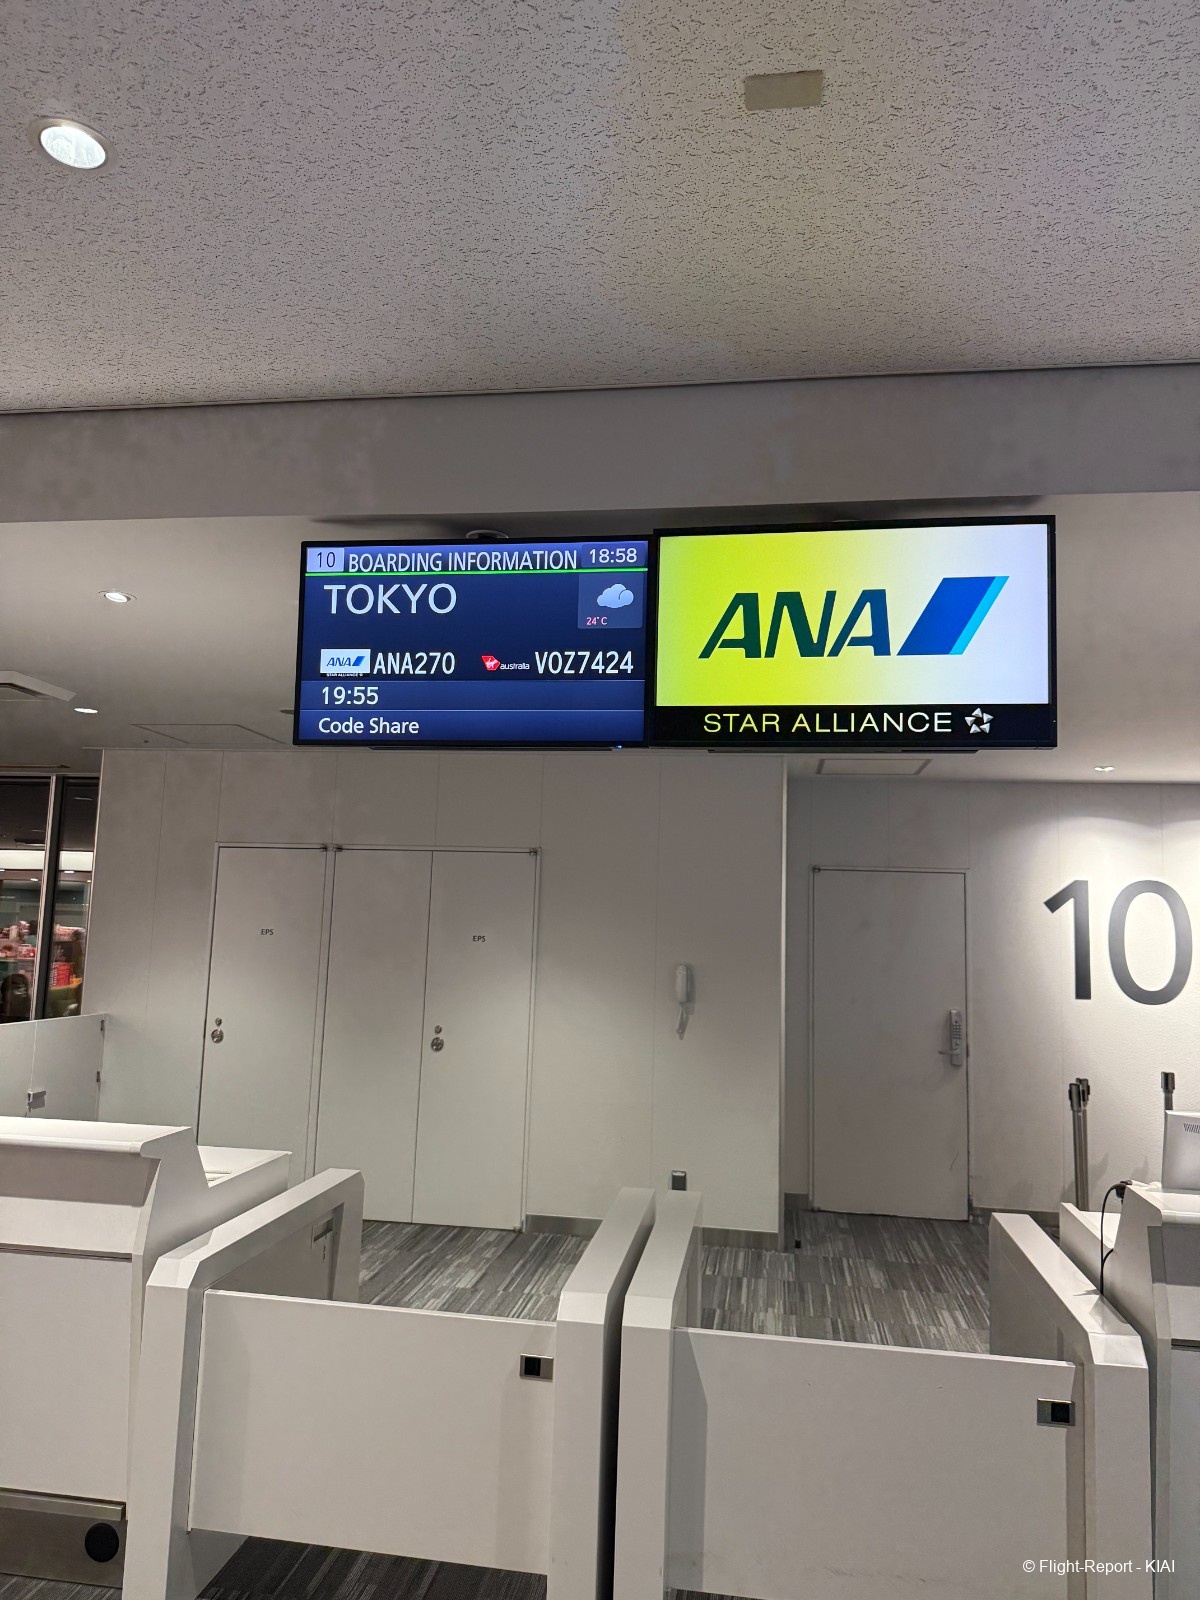 10 BOARDING INFORMATION 18:58
TOKYO
24°C
ANA ANA270 australia VOZ7424
STAR ALLIANCE
19:55
Code Share
ANA
STAR ALLIANCE
EPS
EPS
10
© Flight-Report - KIAI